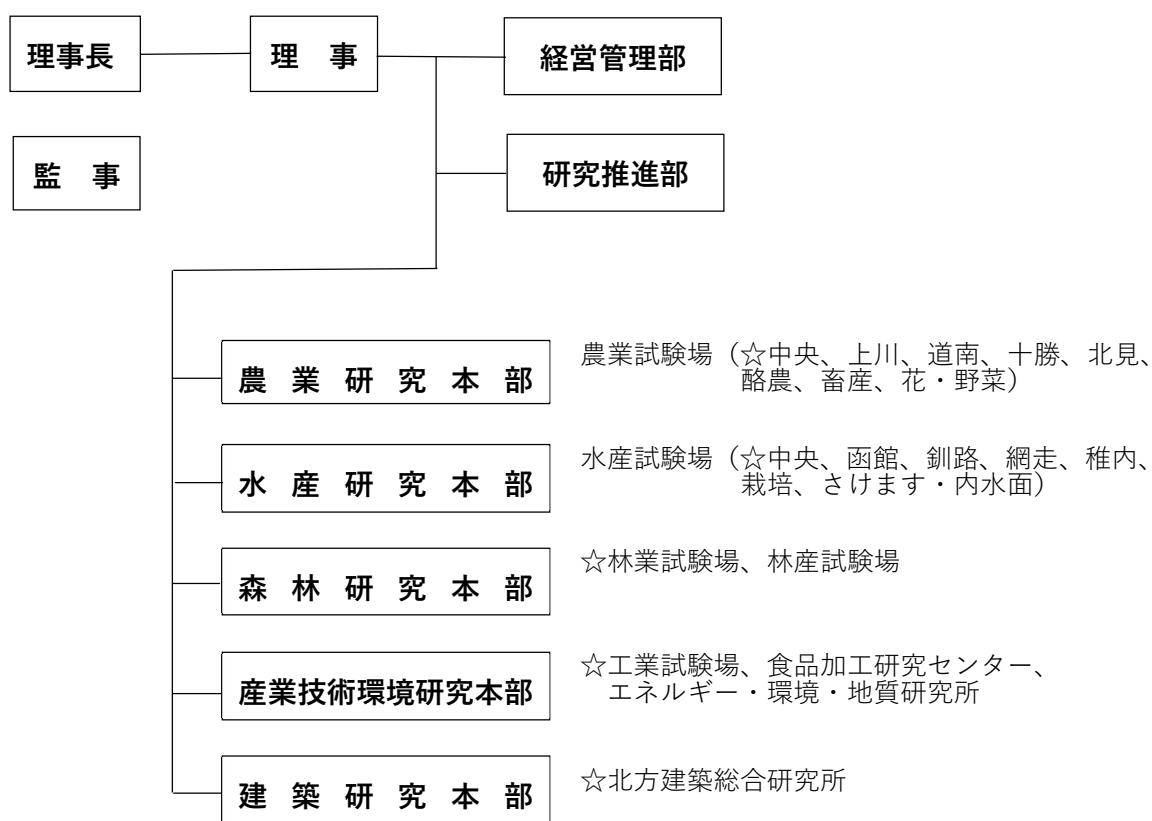 理事長
理　事
経営管理部
監　事
研究推進部
農業研究本部
農業試験場（☆中央、上川、道南、十勝、北見、
酪農、畜産、花・野菜）
水産研究本部
水産試験場（☆中央、函館、釧路、網走、稚内、
栽培、さけます・内水面）
森林研究本部
☆林業試験場、林産試験場
産業技術環境研究本部
☆工業試験場、食品加工研究センター、
エネルギー・環境・地質研究所
建築研究本部
☆北方建築総合研究所